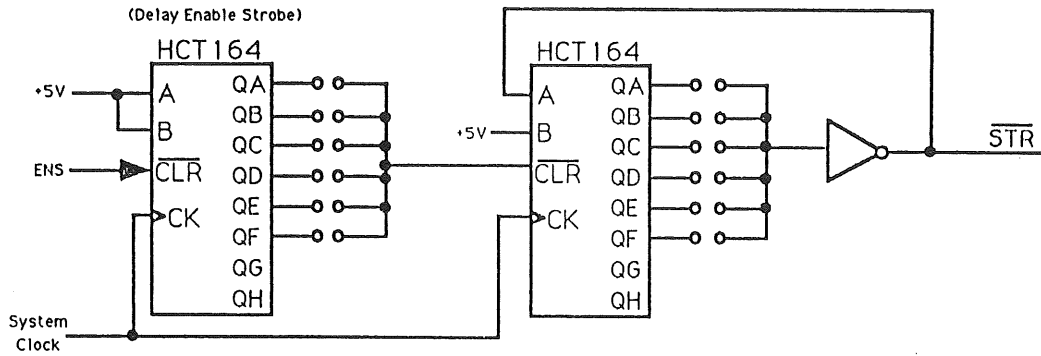 (Delay Enable Strobe)
HCT164
+5V
A
B
CLR
CK
QA
QB
QC
QD
QE
QF
QG
QH
ENS
System
Clock
HCT164
+5V
A
B
CLR
CK
QA
QB
QC
QD
QE
QF
QG
QH
STR